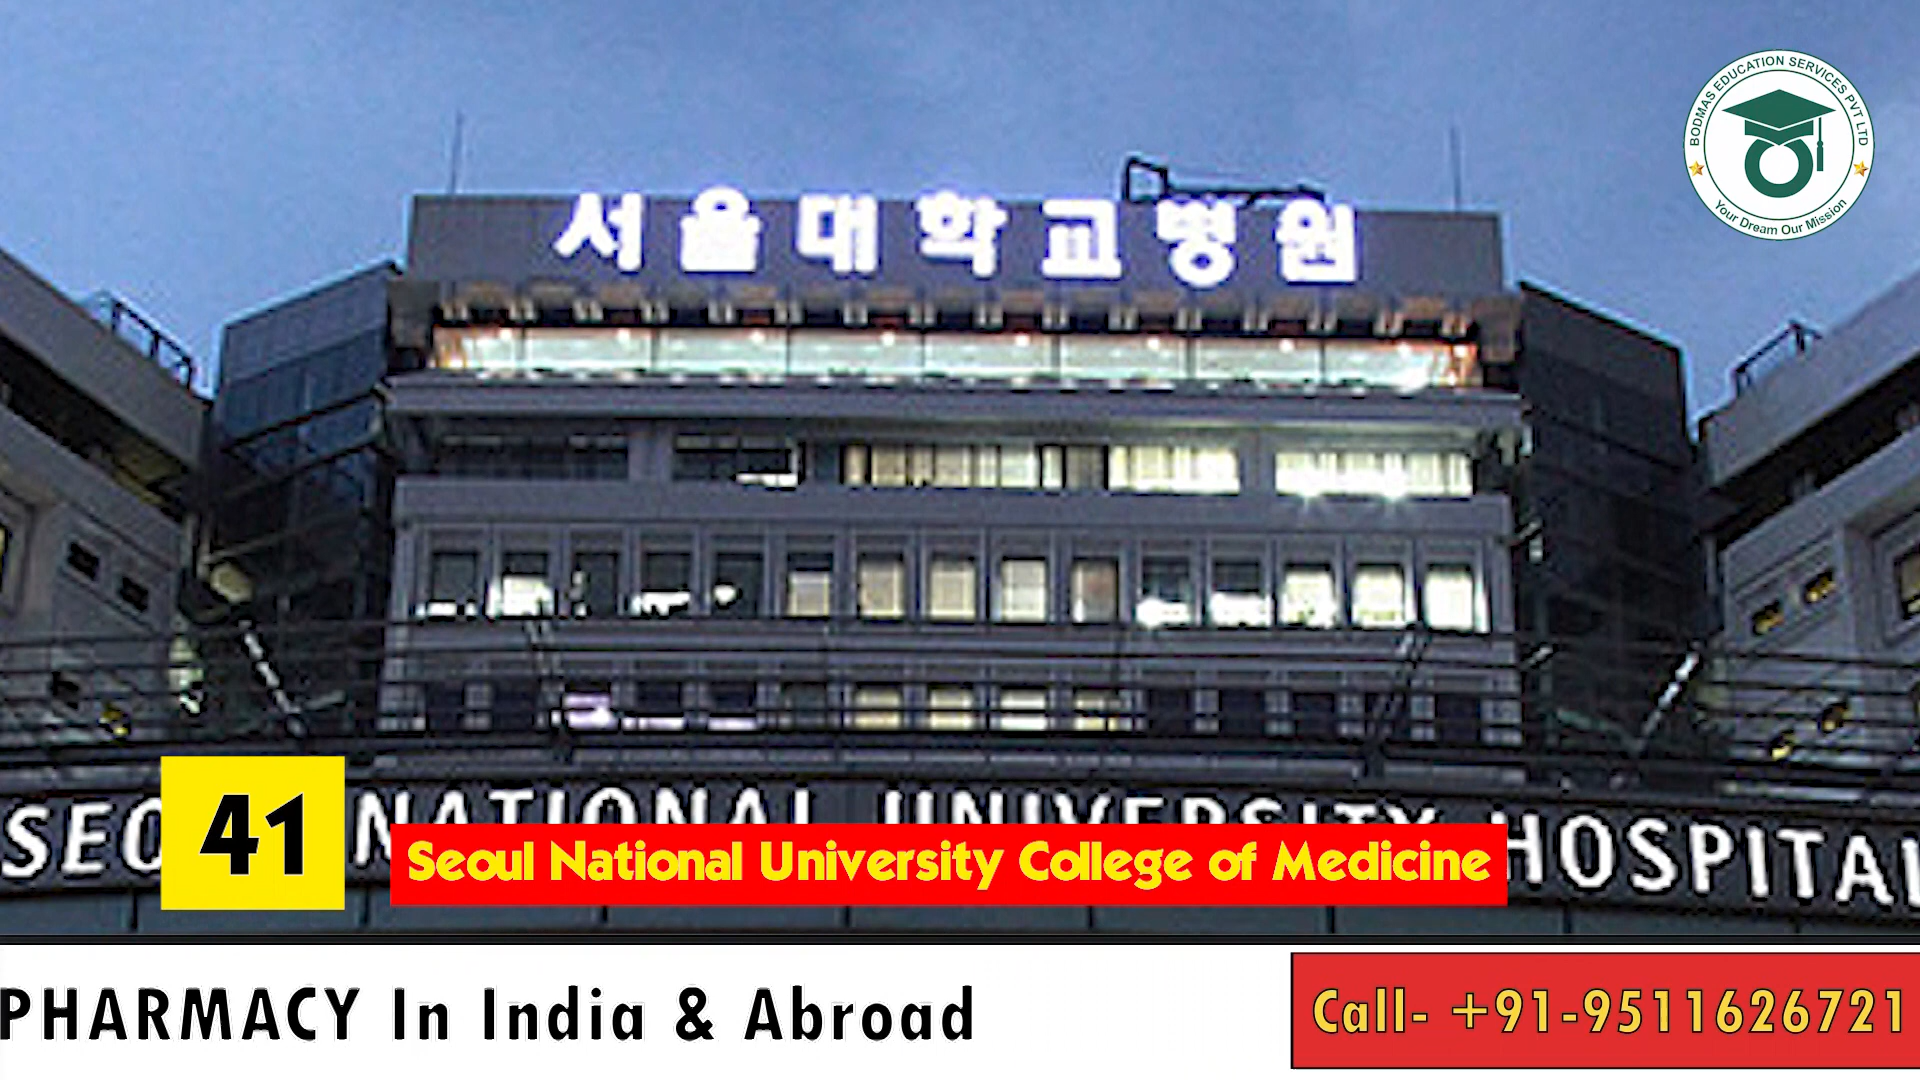 BODMAS EDUCATION SERVICES PVT LTD
Your Dream Our Mission
서울대학교병원
SEO NATIONAL UNIVERSITY HOSPITAL
41
Seoul National University College of Medicine
PHARMACY In India & Abroad
Call- +91-9511626721